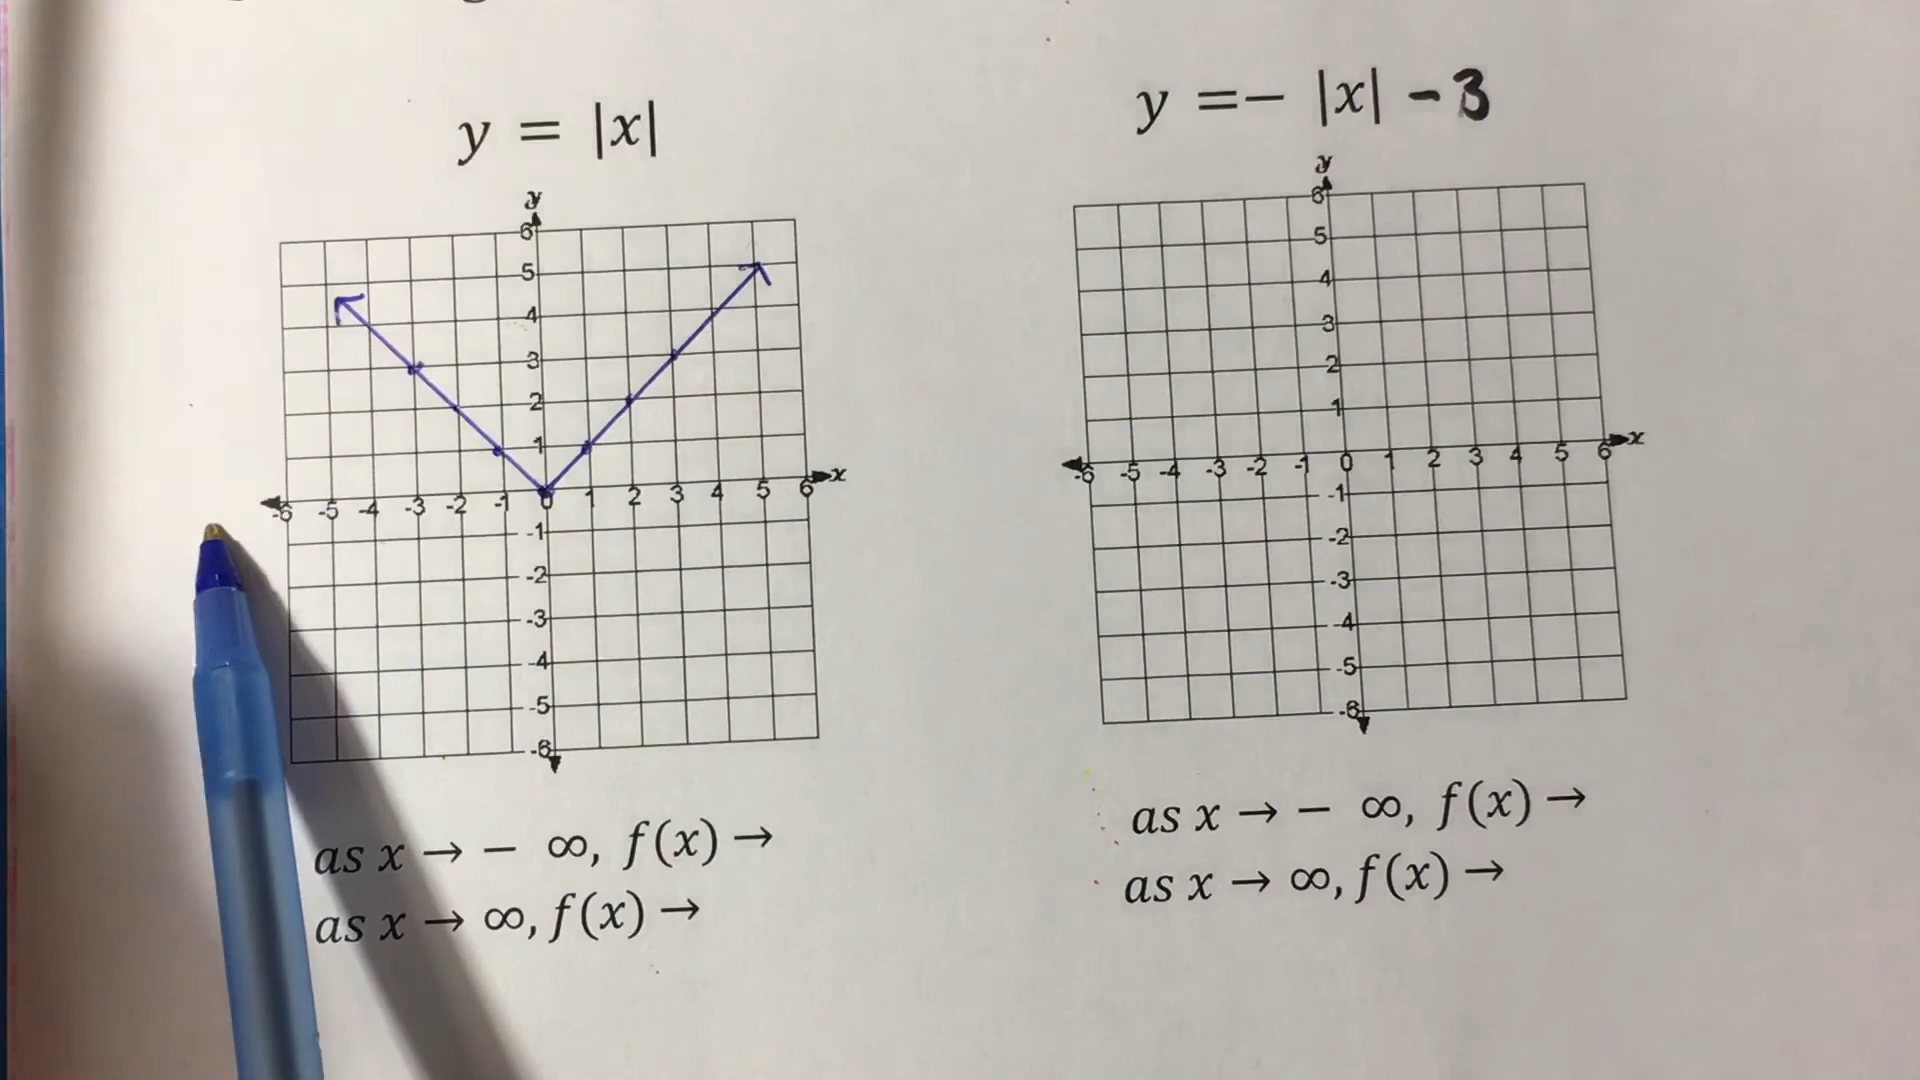 y = |x|
y
6
5
4
3
2
1
-6 -5 -4 -3 -2 -1 0 1 2 3 4 5 6 x
-1
-2
-3
-4
-5
-6
as x → − ∞, f(x) →
as x → ∞, f(x) →
y =− |x| -3
y
6
5
4
3
2
1
-6 -5 -4 -3 -2 -1 0 1 2 3 4 5 6 x
-1
-2
-3
-4
-5
-6
as x → − ∞, f(x) →
as x → ∞, f(x) →